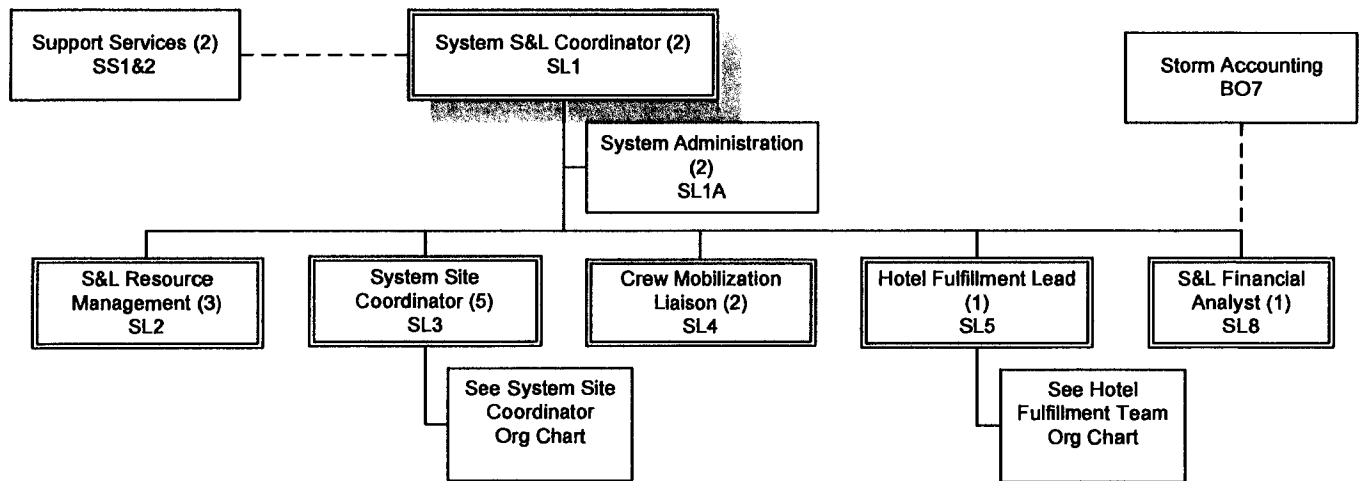 Support Services (2)
SS1&2
System S&L Coordinator (2)
SL1
Storm Accounting
BO7
System Administration
(2)
SL1A
S&L Resource
Management (3)
SL2
System Site
Coordinator (5)
SL3
Crew Mobilization
Liaison (2)
SL4
Hotel Fulfillment Lead
(1)
SL5
S&L Financial
Analyst (1)
SL8
See System Site
Coordinator
Org Chart
See Hotel
Fulfillment Team
Org Chart